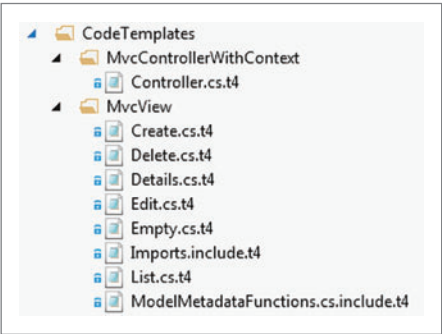 CodeTemplates
MvcControllerWithContext
Controller.cs.t4
MvcView
Create.cs.t4
Delete.cs.t4
Details.cs.t4
Edit.cs.t4
Empty.cs.t4
Imports.include.t4
List.cs.t4
ModelMetadataFunctions.cs.include.t4